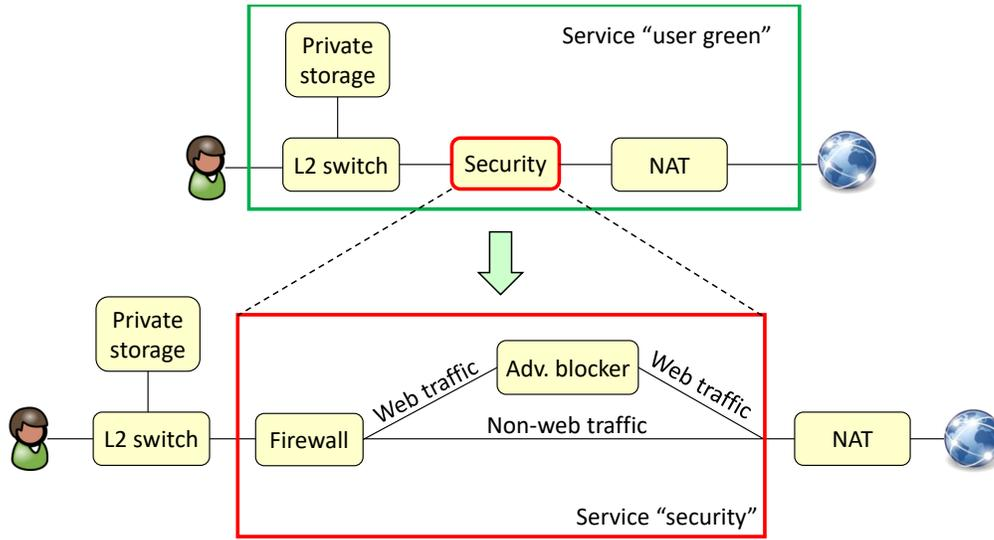 Service “user green”
Private
storage
L2 switch
Security
NAT
Private
storage
Adv. blocker
Web traffic
Web traffic
L2 switch
Firewall
Non-web traffic
NAT
Service “security”